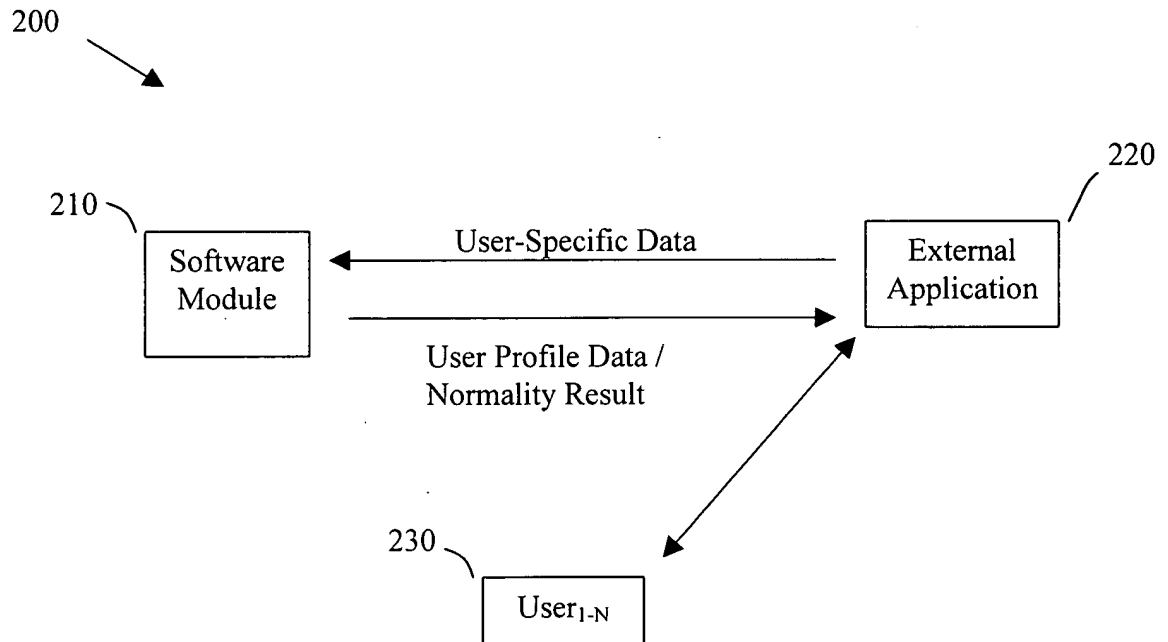 200
220
210
User-Specific Data
Software
Module
External
Application
User Profile Data /
Normality Result
230
User1-N